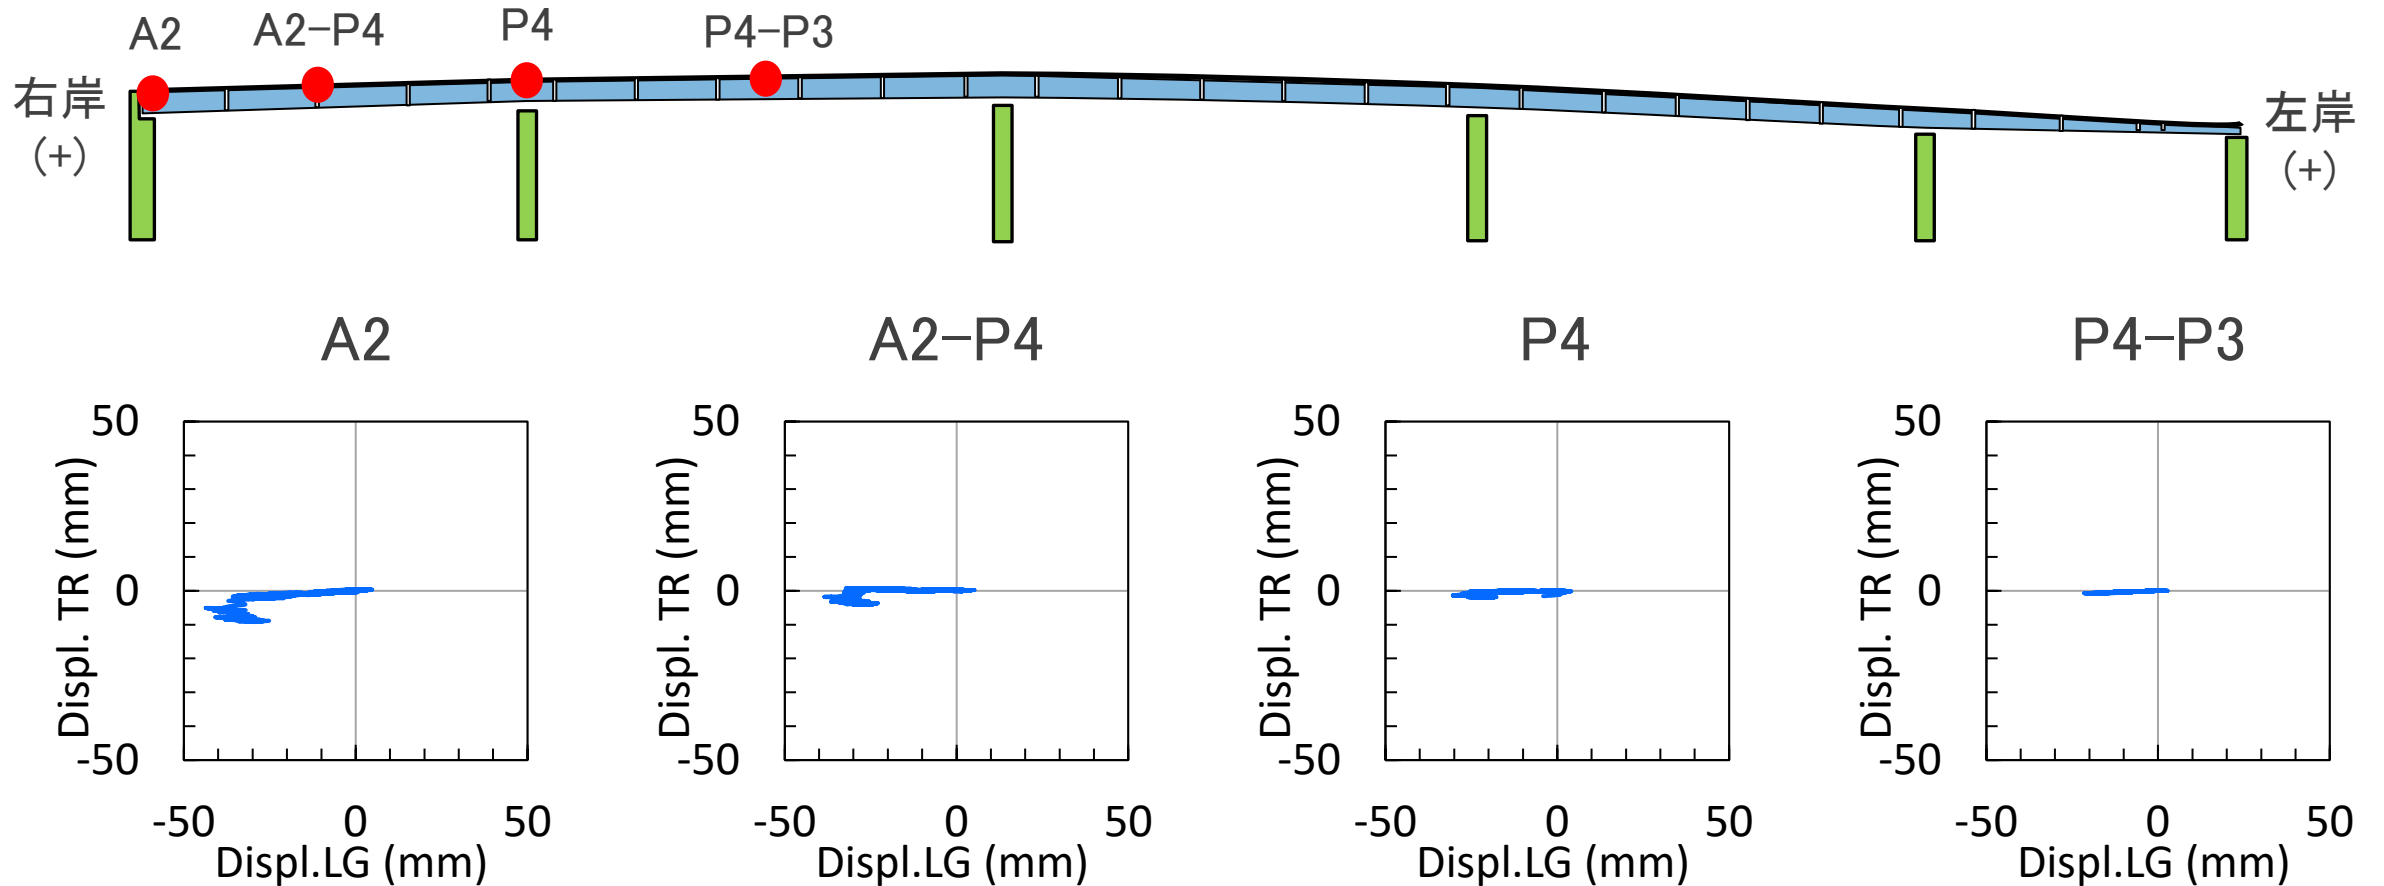 A2 A2-P4 P4 P4-P3
右岸 左岸
(+) (+)
A2 A2-P4 P4 P4-P3
50 50 50 50
0 0 0 0
-50 -50 -50 -50
Displ. TR (mm) Displ. TR (mm) Displ. TR (mm) Displ. TR (mm)
-50 0 50 -50 0 50 -50 0 50 -50 0 50
Displ.LG (mm) Displ.LG (mm) Displ.LG (mm) Displ.LG (mm)